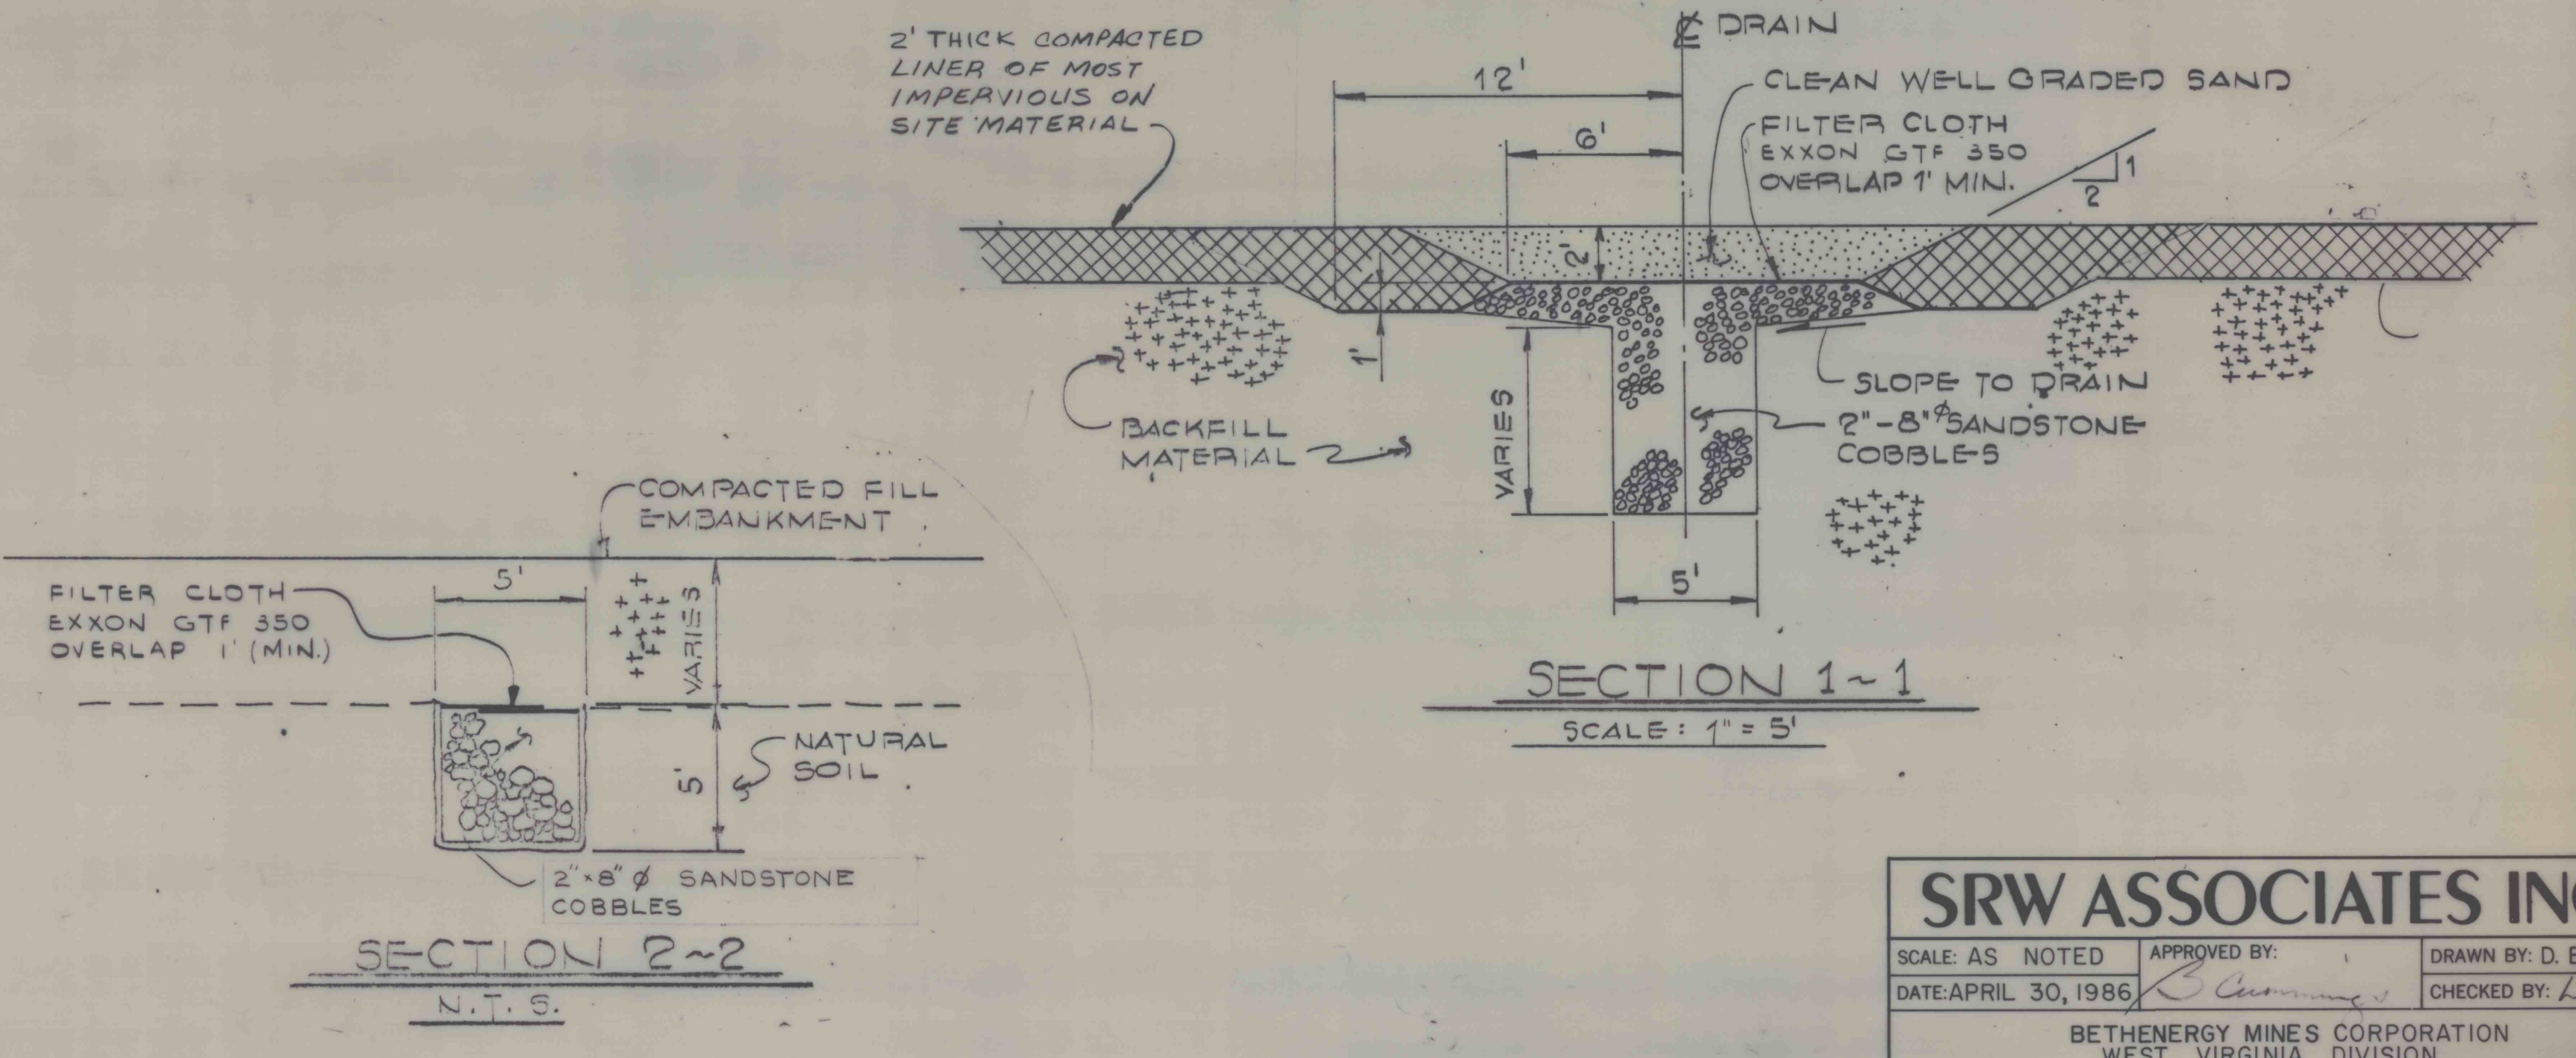 2' THICK COMPACTED
LINER OF MOST
IMPERVIOUS ON
SITE MATERIAL
℄ DRAIN
12'
6'
CLEAN WELL GRADED SAND
FILTER CLOTH
EXXON GTF 350
OVERLAP 1' MIN.
1
2
2'
1'
BACKFILL
MATERIAL
VARIES
SLOPE TO DRAIN
2"-8"ϕ SANDSTONE
COBBLES
5'
SECTION 1~1
SCALE: 1" = 5'
COMPACTED FILL
EMBANKMENT
FILTER CLOTH
EXXON GTF 350
OVERLAP 1' (MIN.)
5'
VARIES
5'
NATURAL
SOIL
2"x8" ϕ SANDSTONE
COBBLES
SECTION 2~2
N.T.S.
SRW ASSOCIATES IN
SCALE: AS NOTED
APPROVED BY:
B Cummings
DRAWN BY: D.
DATE: APRIL 30, 1986
CHECKED BY:
BETHENERGY MINES CORPORATION
WEST VIRGINIA DIVISION